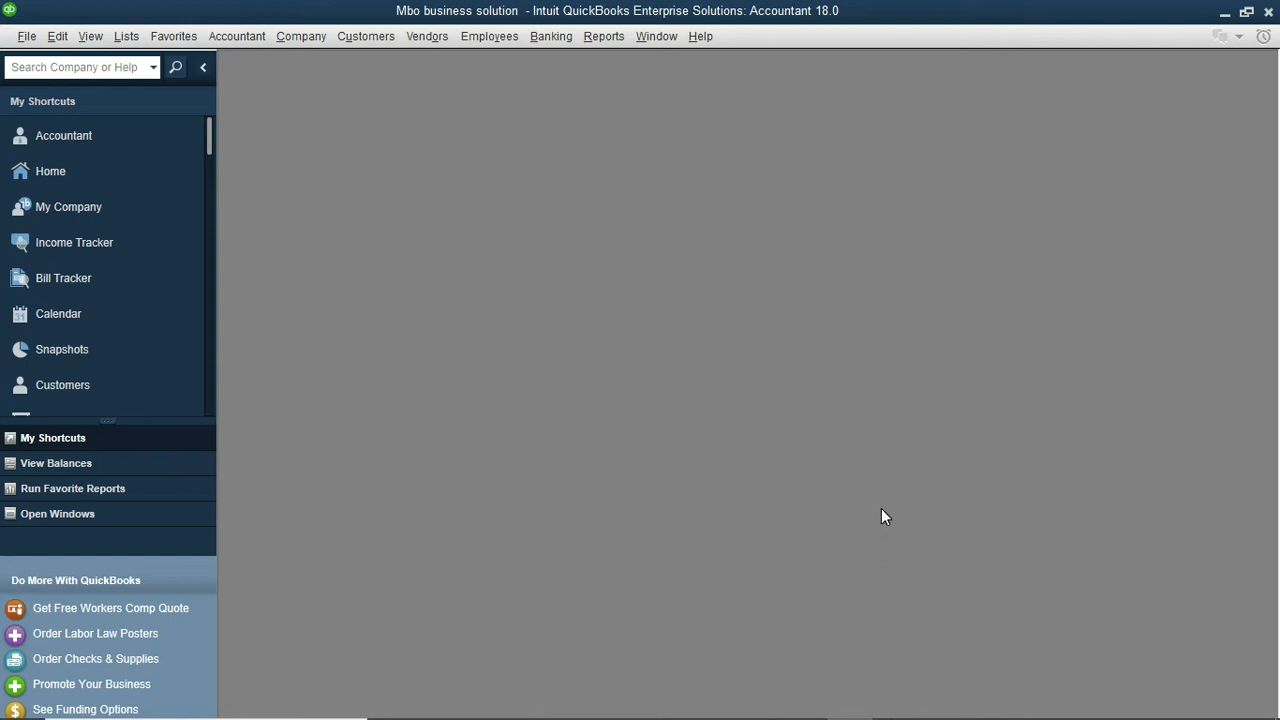 Mbo business solution - Intuit QuickBooks Enterprise Solutions: Accountant 18.0
File Edit View Lists Favorites Accountant Company Customers Vendors Employees Banking Reports Window Help
Search Company or Help
My Shortcuts
Accountant
Home
My Company
Income Tracker
Bill Tracker
Calendar
31
Snapshots
Customers
My Shortcuts
View Balances
Run Favorite Reports
Open Windows
Do More With QuickBooks
Get Free Workers Comp Quote
Order Labor Law Posters
Order Checks & Supplies
Promote Your Business
$ See Funding Options